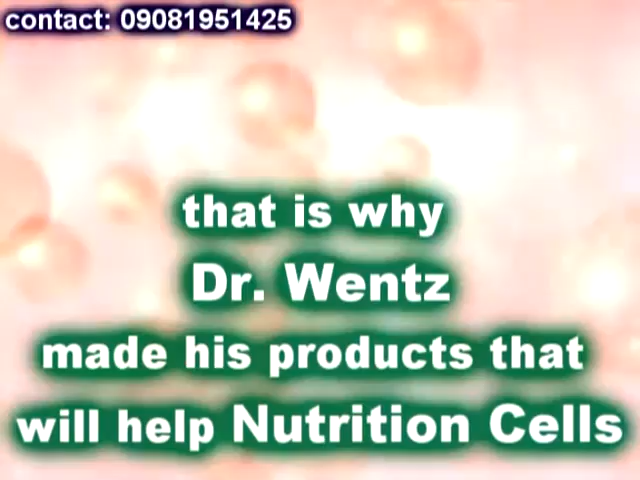 contact: 09081951425
that is why
Dr. Wentz
made his products that
will help Nutrition Cells